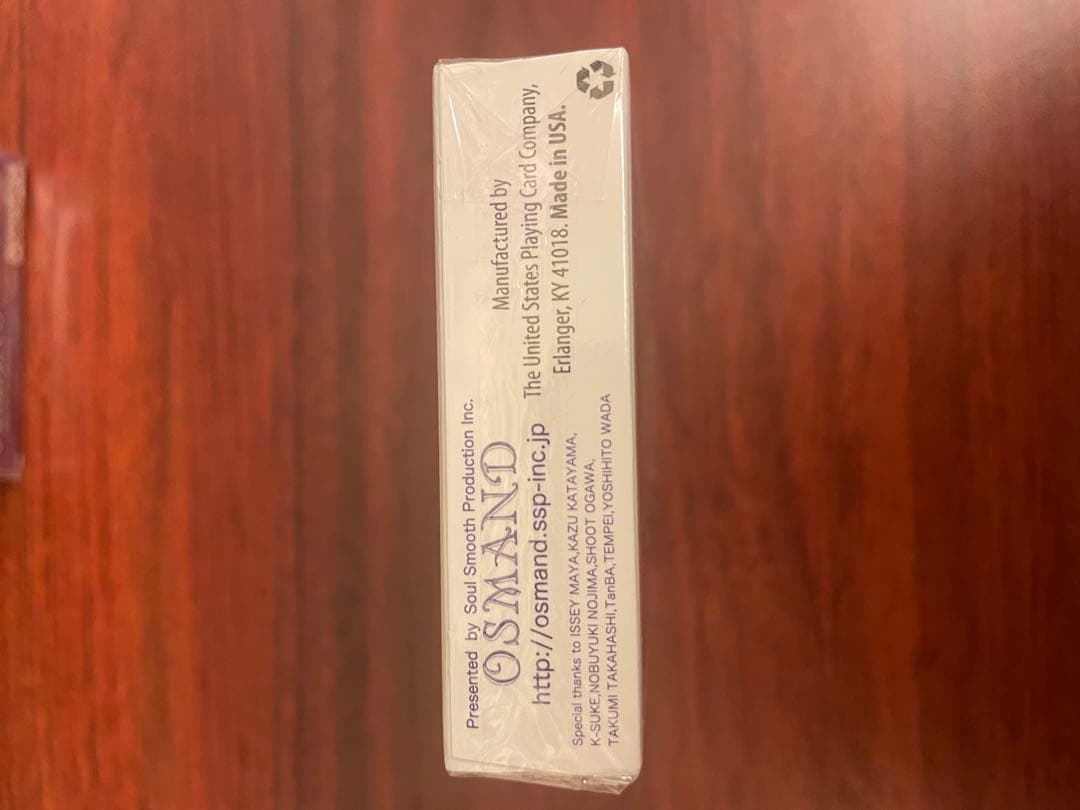 Presented by Soul Smooth Production Inc.
OSMAND
http://osmand.ssp-inc.jp
Special thanks to ISSEY MAYA,KAZU KATAYAMA,
K-SUKE,NOBUYUKI NOJIMA,SHOOT OGAWA,
TAKUMI TAKAHASHI,TanBA,TEMPEI,YOSHIHITO WADA
Manufactured by
The United States Playing Card Company,
Erlanger, KY 41018. Made in USA.